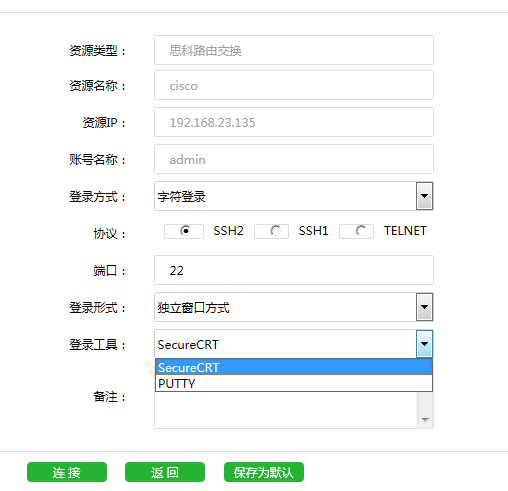 资源类型： 思科路由交换
资源名称： cisco
资源IP： 192.168.23.135
账号名称： admin
登录方式： 字符登录
协议： SSH2 SSH1 TELNET
端口： 22
登录形式： 独立窗口方式
登录工具： SecureCRT
SecureCRT
PUTTY
备注：
连 接 返 回 保存为默认